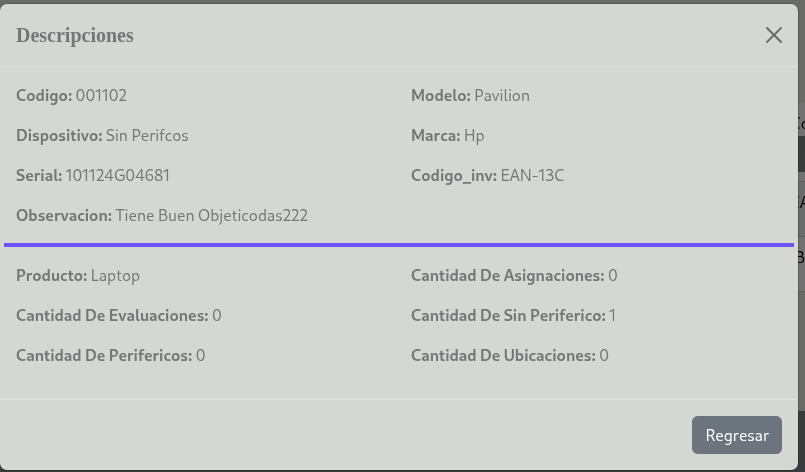 Descripciones
Codigo: 001102
Modelo: Pavilion
Dispositivo: Sin Perifcos
Marca: Hp
Serial: 101124G04681
Codigo_inv: EAN-13C
Observacion: Tiene Buen Objeticodas222
Producto: Laptop
Cantidad De Asignaciones: 0
Cantidad De Evaluaciones: 0
Cantidad De Sin Periferico: 1
Cantidad De Perifericos: 0
Cantidad De Ubicaciones: 0
Regresar